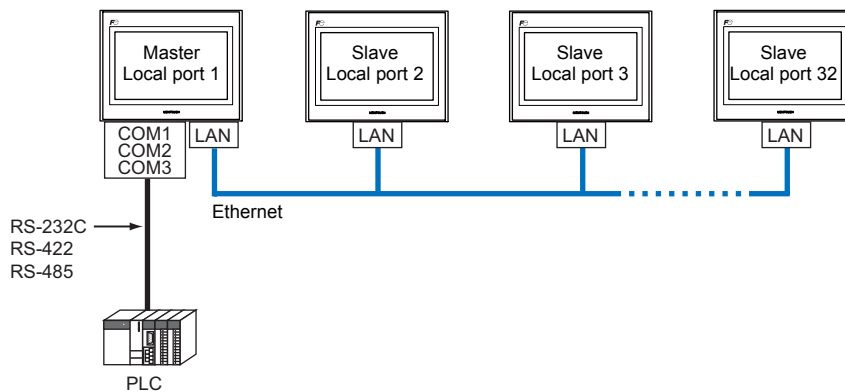 Master
Local port 1
Slave
Local port 2
Slave
Local port 3
Slave
Local port 32
COM1
COM2
COM3
LAN
LAN
LAN
LAN
Ethernet
RS-232C
RS-422
RS-485
PLC